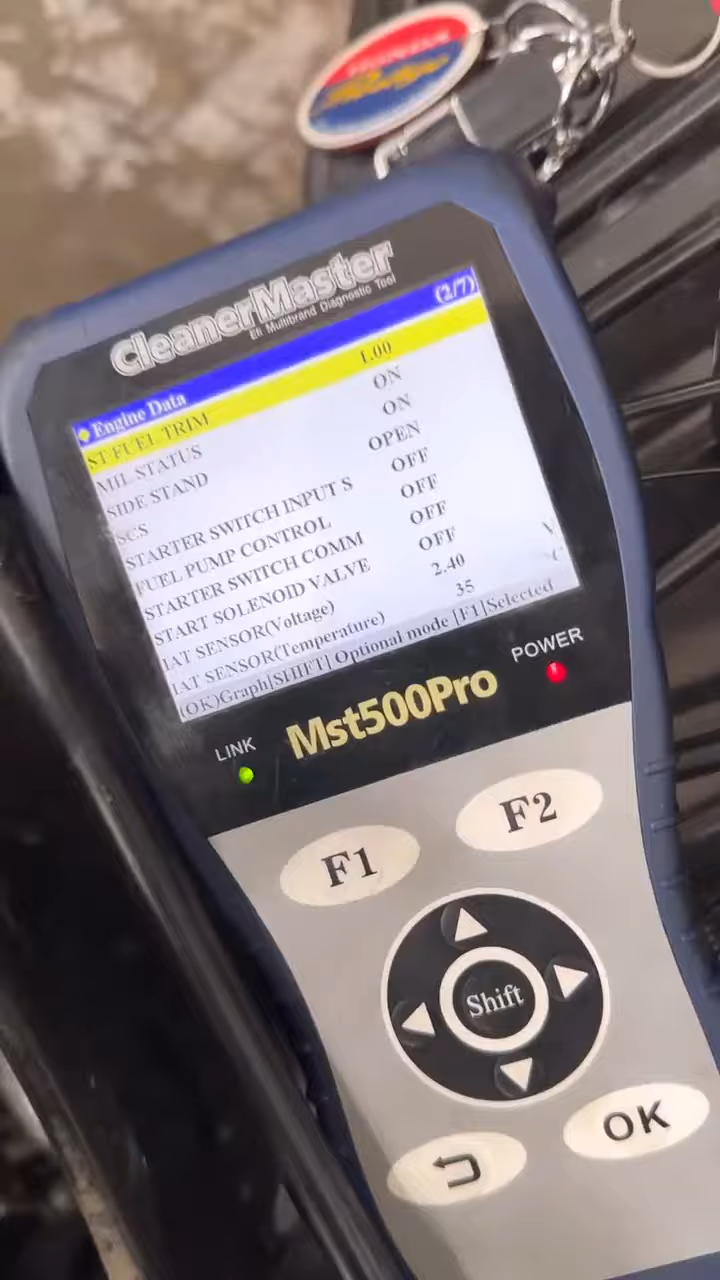 HONDA
CleanerMaster
Efi Multibrand Diagnostic Tool
Engine Data (2/7)
ST FUEL TRIM 1.00
MIL STATUS ON
SIDE STAND ON
SCS OPEN
STARTER SWITCH INPUT S OFF
FUEL PUMP CONTROL OFF
STARTER SWITCH COMM OFF
START SOLENOID VALVE OFF
IAT SENSOR(Voltage) 2.40 V
IAT SENSOR(Temperature) 35 °C
(OK)Graph[SHIFT] Optional mode [F1]Selected
Mst500Pro
LINK
POWER
F1
F2
Shift
OK